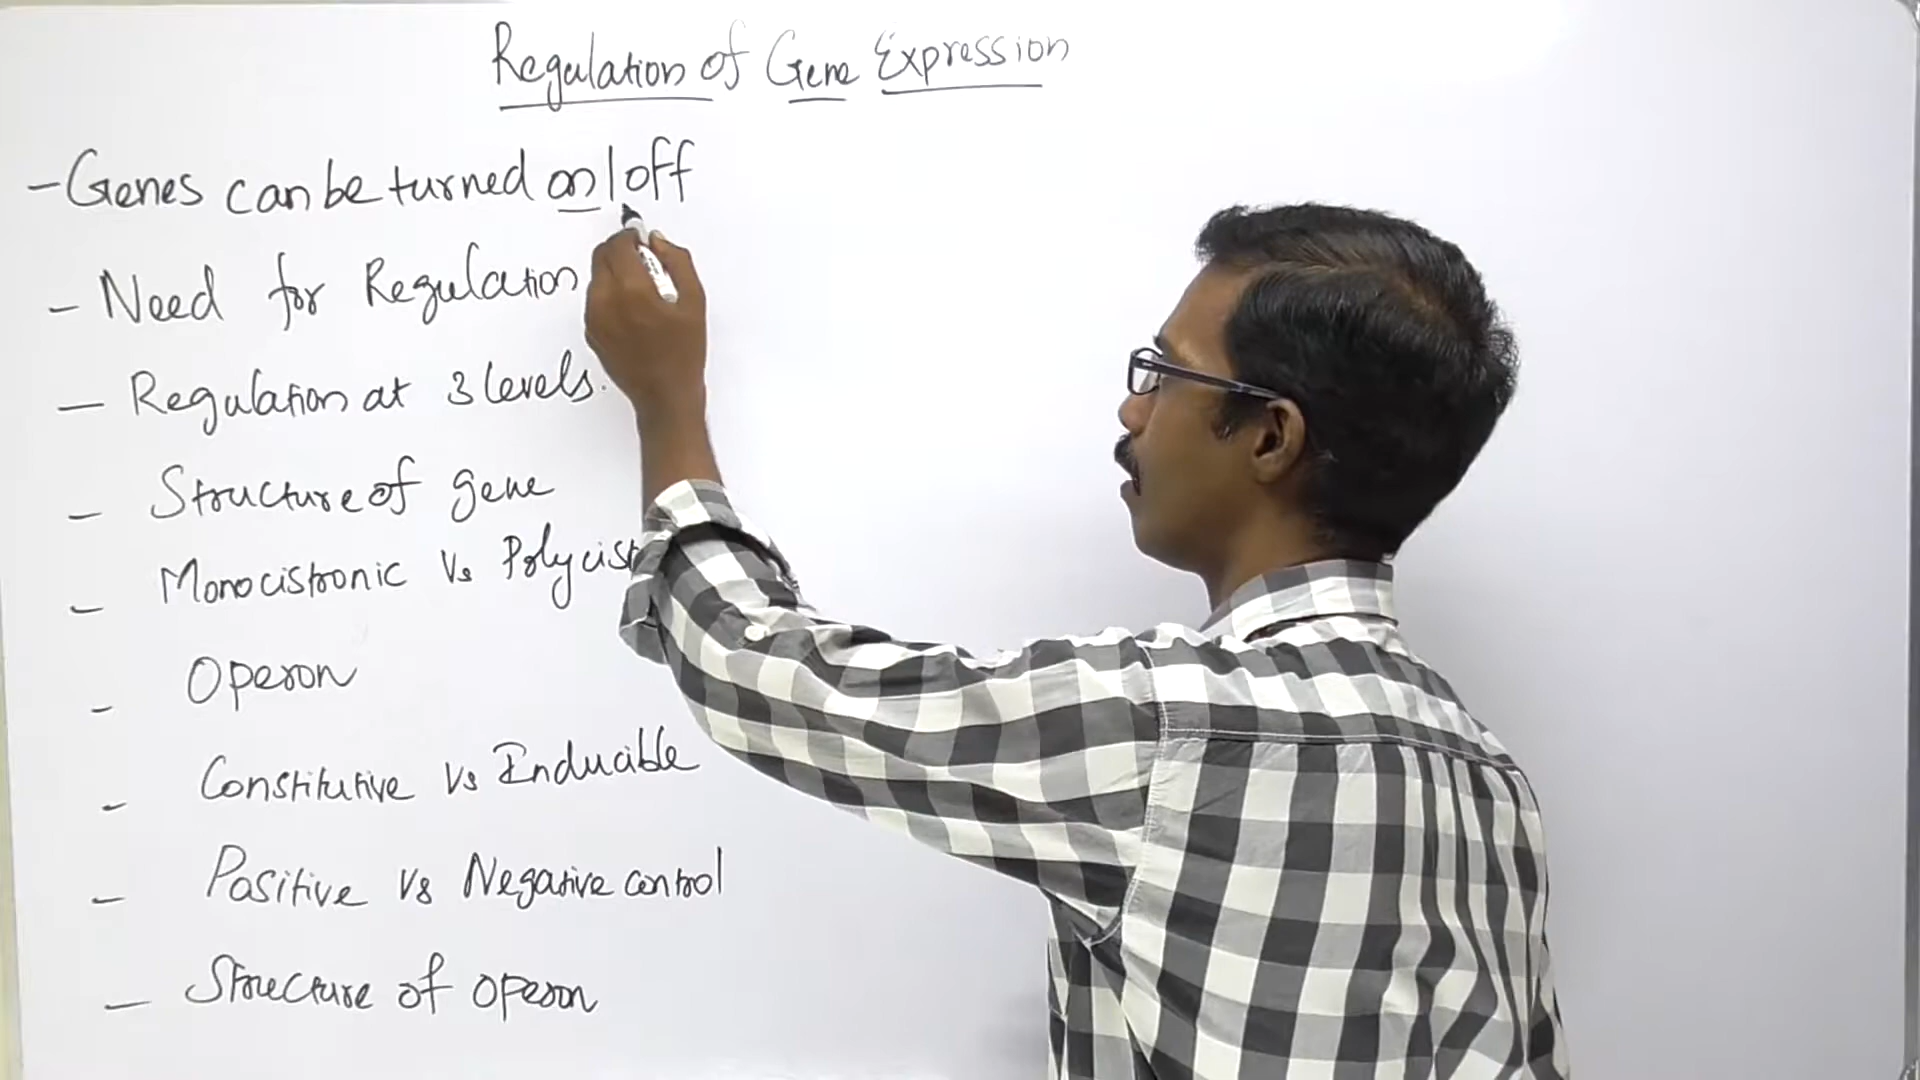 Regulation of Gene Expression
- Genes can be turned on/off
- Need for Regulation
- Regulation at 3 levels.
- Structure of gene
- Monocistronic Vs Polycist
- Operon
- Constitutive Vs Inducible
- Positive Vs Negative control
- Structure of operon